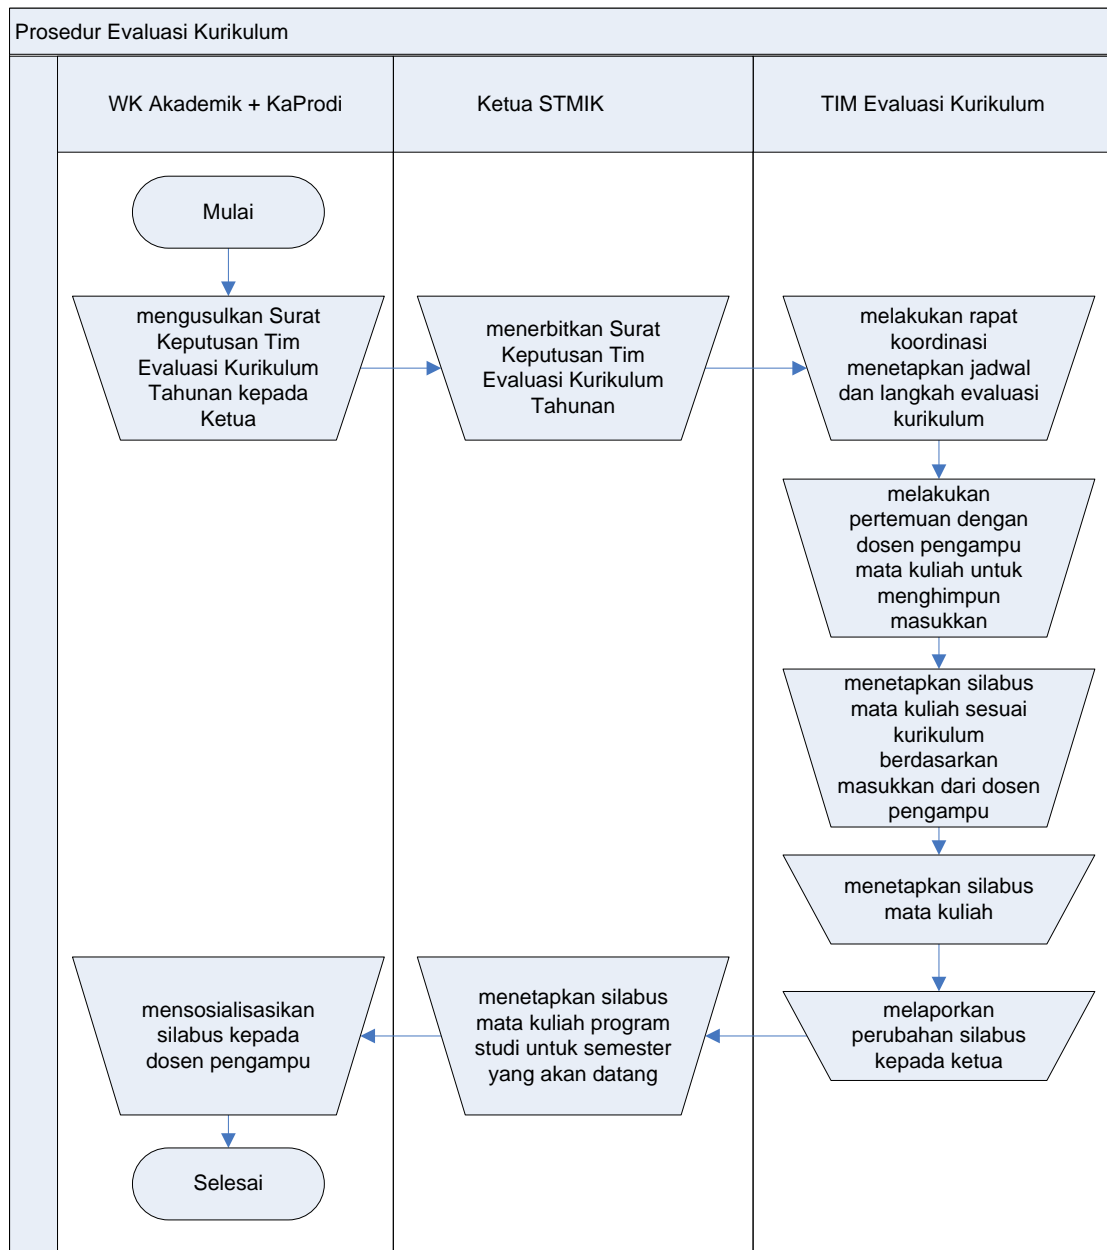 Prosedur Evaluasi Kurikulum
WK Akademik + KaProdi
Ketua STMIK
TIM Evaluasi Kurikulum
Mulai
mengusulkan Surat
Keputusan Tim
Evaluasi Kurikulum
Tahunan kepada
Ketua
menerbitkan Surat
Keputusan Tim
Evaluasi Kurikulum
Tahunan
melakukan rapat
koordinasi
menetapkan jadwal
dan langkah evaluasi
kurikulum
melakukan
pertemuan dengan
dosen pengampu
mata kuliah untuk
menghimpun
masukkan
menetapkan silabus
mata kuliah sesuai
kurikulum
berdasarkan
masukkan dari dosen
pengampu
menetapkan silabus
mata kuliah
melaporkan
perubahan silabus
kepada ketua
menetapkan silabus
mata kuliah program
studi untuk semester
yang akan datang
mensosialisasikan
silabus kepada
dosen pengampu
Selesai